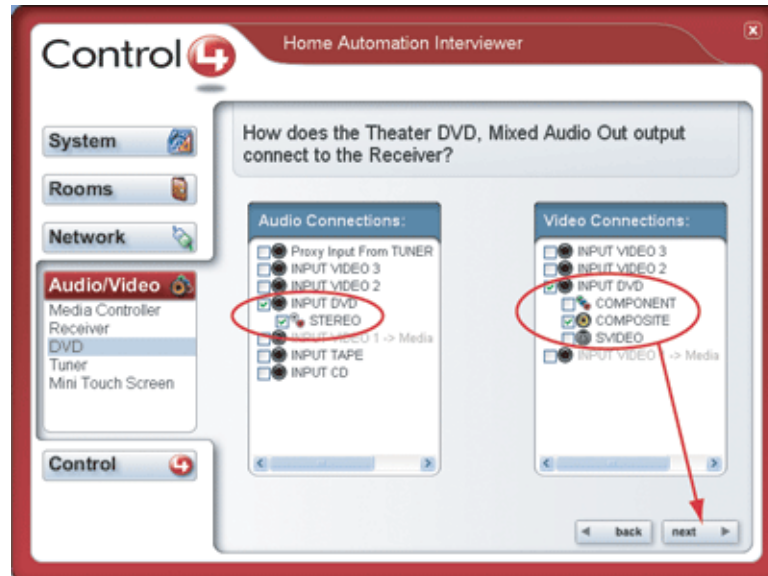 Control4
Home Automation Interviewer
x
System
Rooms
Network
Audio/Video
Media Controller
Receiver
DVD
Tuner
Mini Touch Screen
Control
How does the Theater DVD, Mixed Audio Out output
connect to the Receiver?
Audio Connections:
Proxy Input From TUNER
INPUT VIDEO 3
INPUT VIDEO 2
INPUT DVD
STEREO
INPUT VIDEO 1 -> Media
INPUT TAPE
INPUT CD
Video Connections:
INPUT VIDEO 3
INPUT VIDEO 2
INPUT DVD
COMPONENT
COMPOSITE
SVIDEO
INPUT VIDEO 1 -> Media
back
next